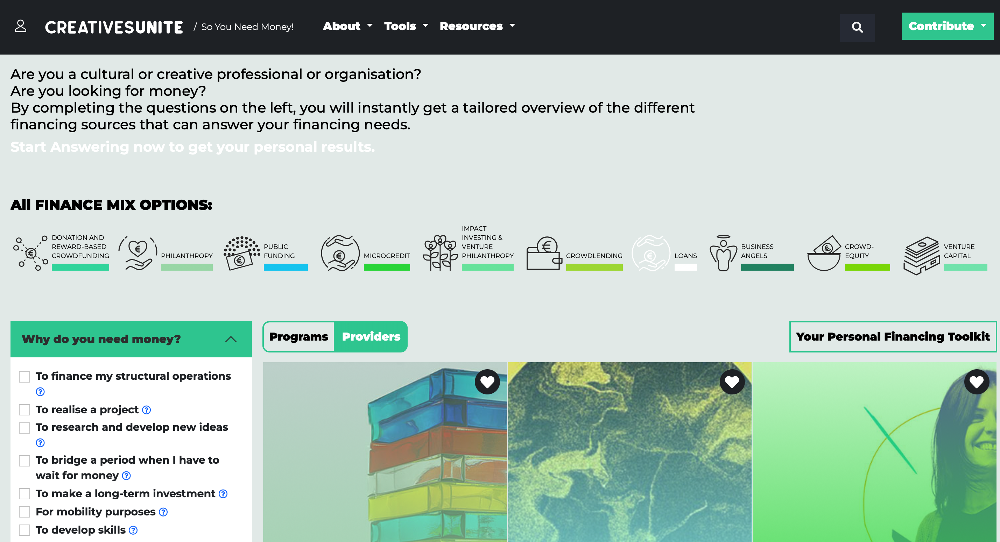 CREATIVESUNITE / So You Need Money! About Tools Resources Contribute
Are you a cultural or creative professional or organisation?
Are you looking for money?
By completing the questions on the left, you will instantly get a tailored overview of the different
financing sources that can answer your financing needs.
Start Answering now to get your personal results.
All FINANCE MIX OPTIONS:
DONATION AND
REWARD-BASED
CROWDFUNDING
PHILANTHROPY
PUBLIC
FUNDING
MICROCREDIT
IMPACT
INVESTING &
VENTURE
PHILANTHROPY
CROWDLENDING
LOANS
BUSINESS
ANGELS
CROWD-
EQUITY
VENTURE
CAPITAL
Why do you need money?
To finance my structural operations
?
To realise a project ?
To research and develop new ideas
?
To bridge a period when I have to
wait for money ?
To make a long-term investment ?
For mobility purposes ?
To develop skills ?
Programs Providers
Your Personal Financing Toolkit